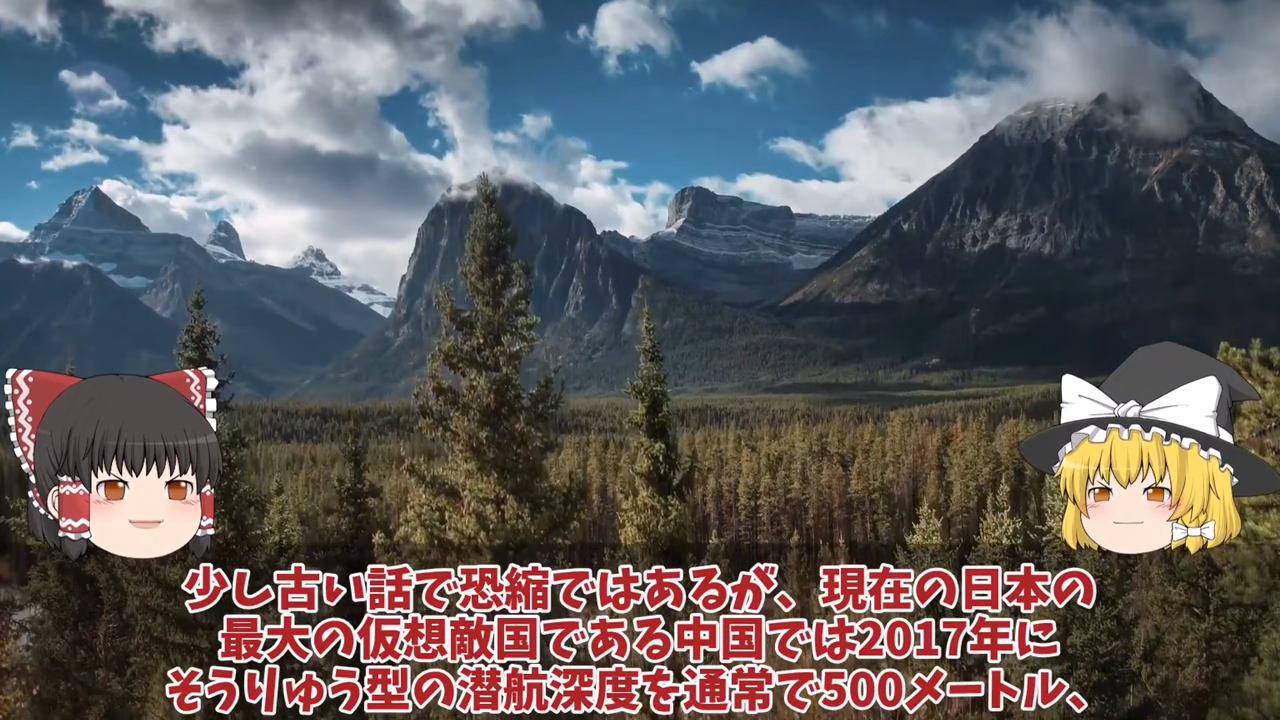 少し古い話で恐縮ではあるが、現在の日本の
最大の仮想敵国である中国では2017年に
そうりゅう型の潜航深度を通常で500メートル、